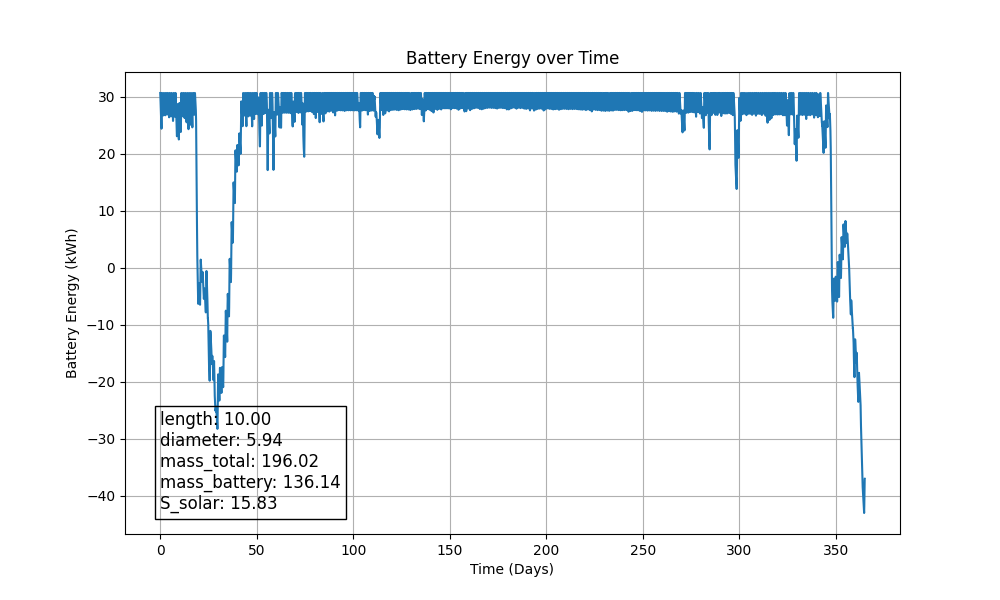 Battery Energy over Time
Battery Energy (kWh)
30
20
10
0
−10
−20
−30
−40
length: 10.00
diameter: 5.94
mass_total: 196.02
mass_battery: 136.14
S_solar: 15.83
0 50 100 150 200 250 300 350
Time (Days)